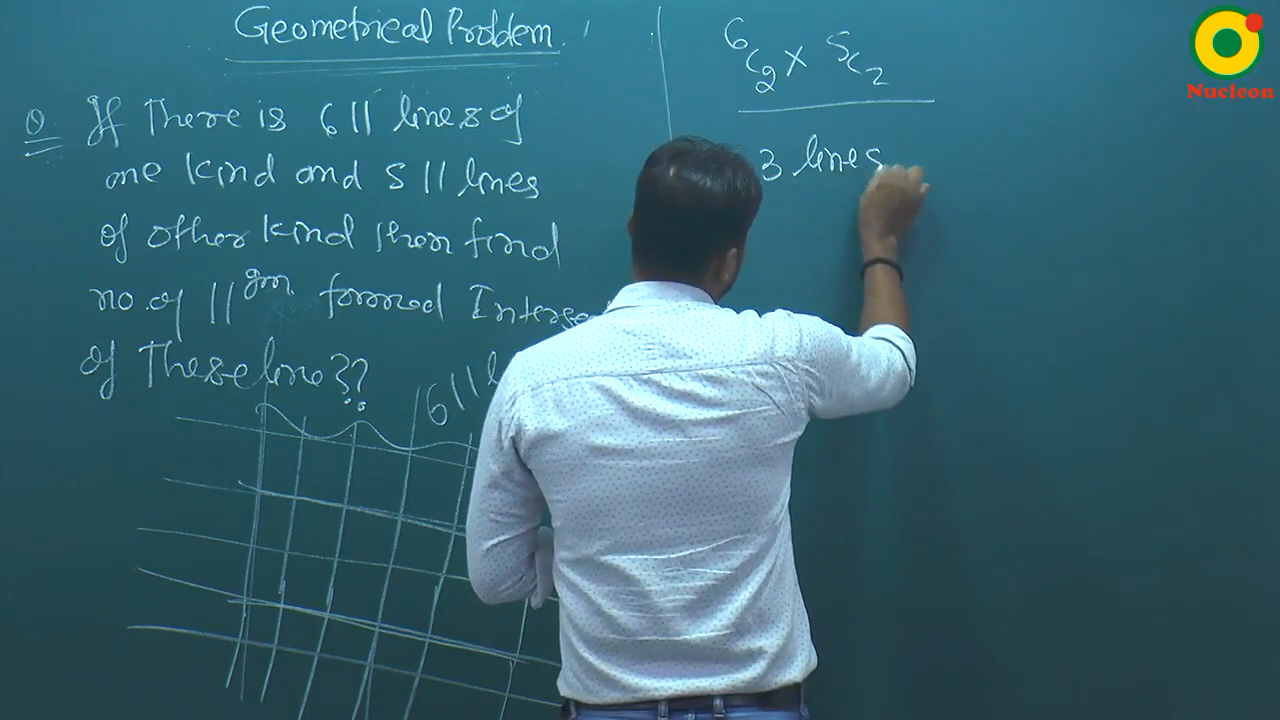 Geometrical Problem.
Q. If There is 6 || lines of
one kind and 5 || lines
of other kind then find
no. of ||gm formed Interse
of These line??
6 ||
6C2 x 5C2
3 lines
Nucleon